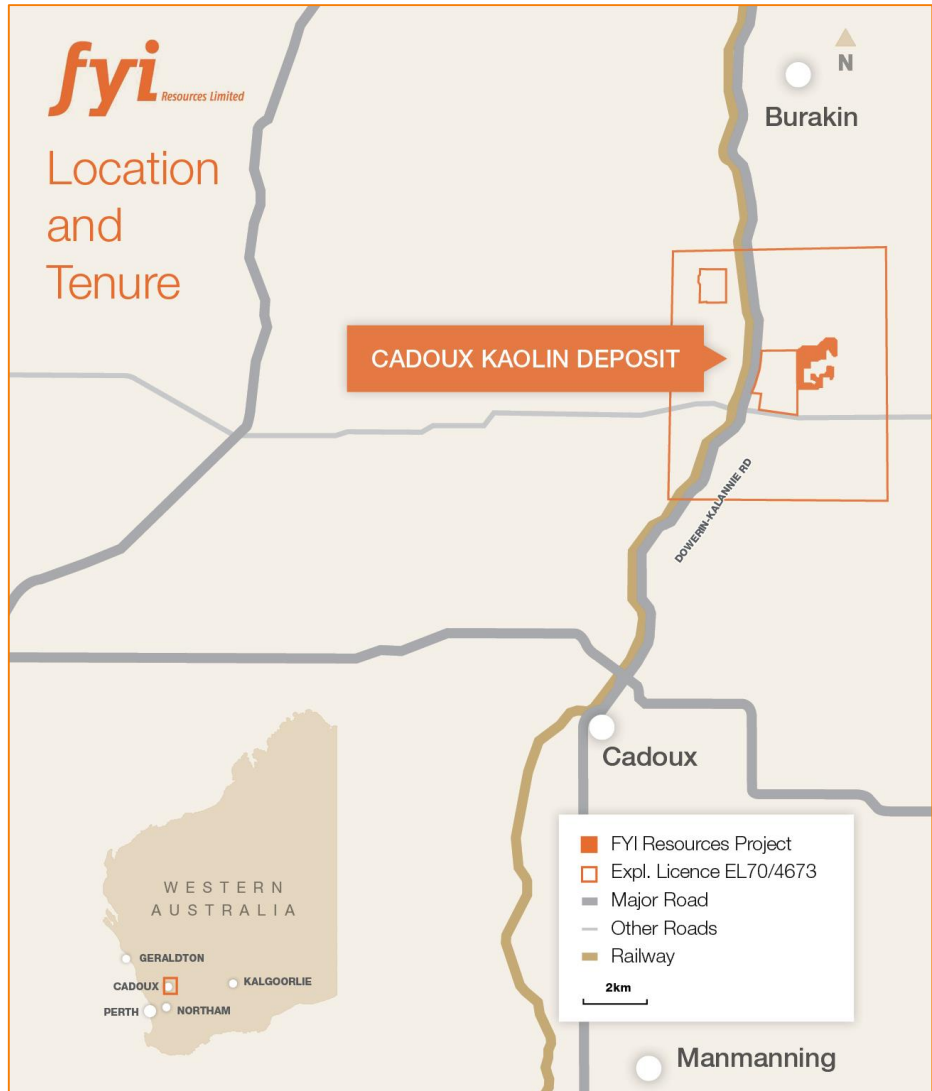 fyi Resources Limited
Location
and
Tenure
N
Burakin
CADOUX KAOLIN DEPOSIT
DOWERIN-KALANNIE RD
Cadoux
WESTERN
AUSTRALIA
GERALDTON
CADOUX
KALGOORLIE
PERTH
NORTHAM
FYI Resources Project
Expl. Licence EL70/4673
Major Road
Other Roads
Railway
2km
Manmanning